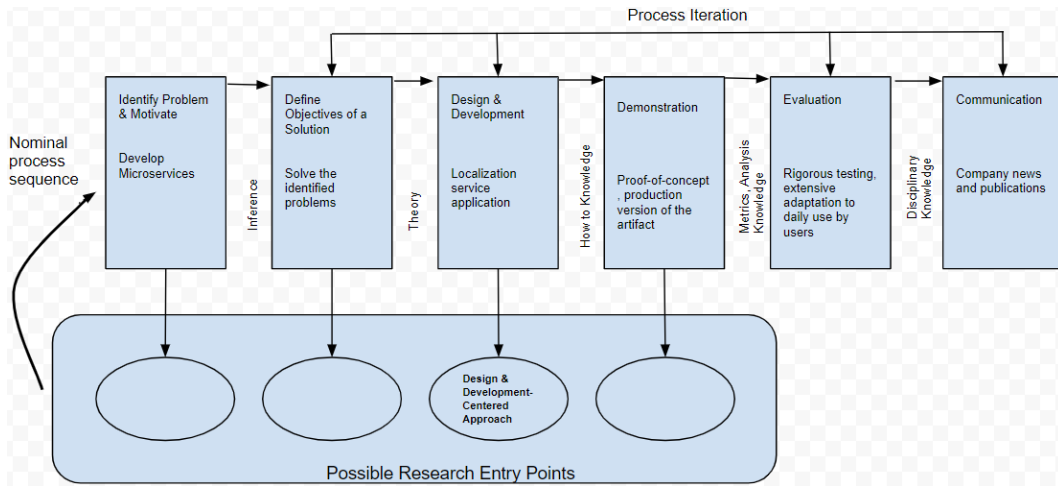 Process Iteration
Nominal
process
sequence
Identify Problem
& Motivate
Develop
Microservices
Inference
Define
Objectives of a
Solution
Solve the
identified
problems
Theory
Design &
Development
Localization
service
application
How to Knowledge
Demonstration
Proof-of-concept
, production
version of the
artifact
Metrics, Analysis
Knowledge
Evaluation
Rigorous testing,
extensive
adaptation to
daily use by
users
Disciplinary
Knowledge
Communication
Company news
and publications
Design &
Development-
Centered
Approach
Possible Research Entry Points